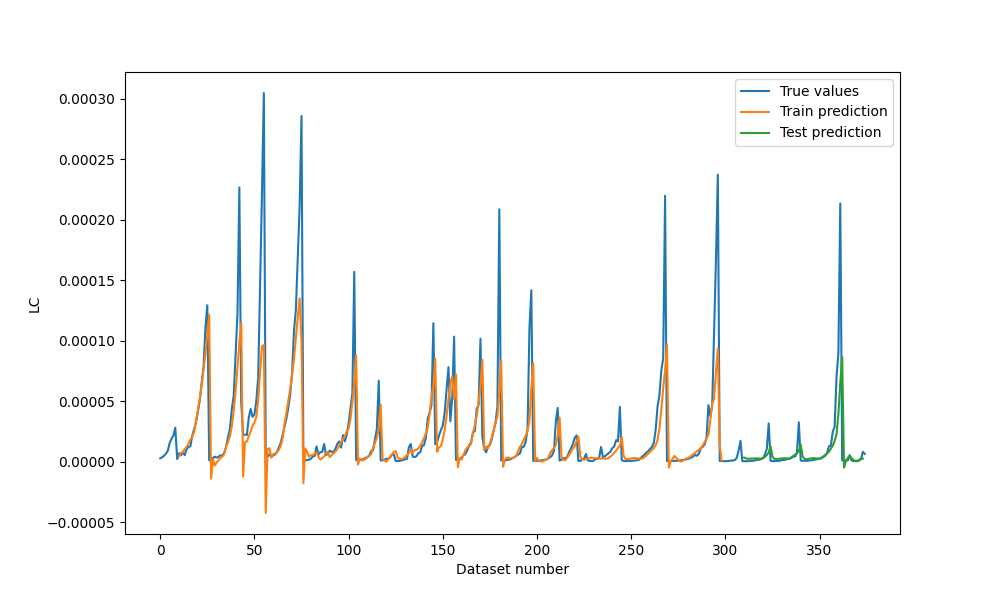 0.00030
0.00025
0.00020
0.00015
0.00010
0.00005
0.00000
−0.00005
LC
0 50 100 150 200 250 300 350
Dataset number
True values
Train prediction
Test prediction